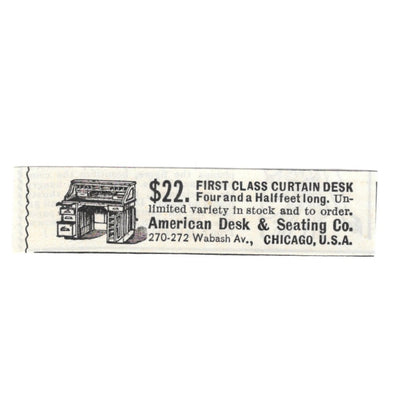 $22. FIRST CLASS CURTAIN DESK
Four and a Half feet long. Un-
limited variety in stock and to order.
American Desk & Seating Co.
270-272 Wabash Av., CHICAGO, U.S.A.